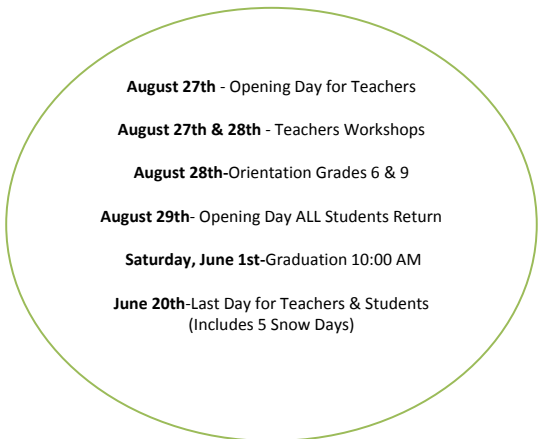 August 27th - Opening Day for Teachers
August 27th & 28th - Teachers Workshops
August 28th-Orientation Grades 6 & 9
August 29th- Opening Day ALL Students Return
Saturday, June 1st-Graduation 10:00 AM
June 20th-Last Day for Teachers & Students
(Includes 5 Snow Days)